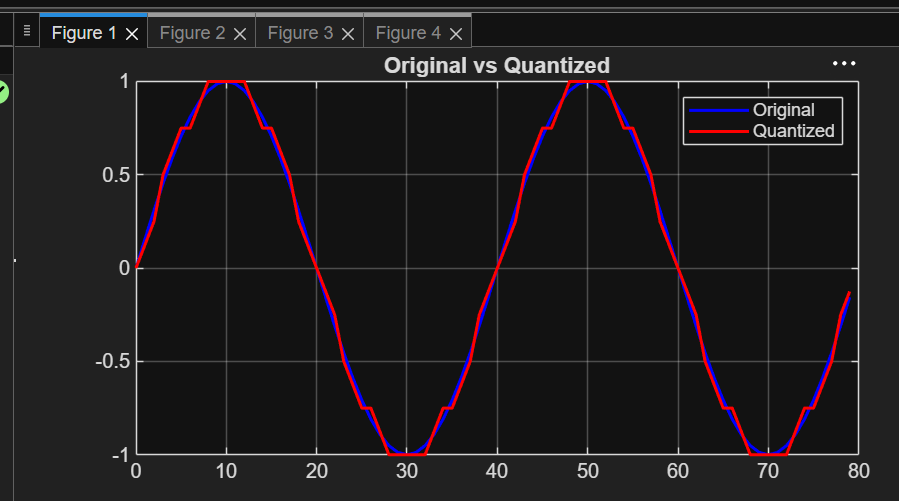 Figure 1 × Figure 2 × Figure 3 × Figure 4 ×
Original vs Quantized
Original
Quantized
1
0.5
0
-0.5
-1
0 10 20 30 40 50 60 70 80